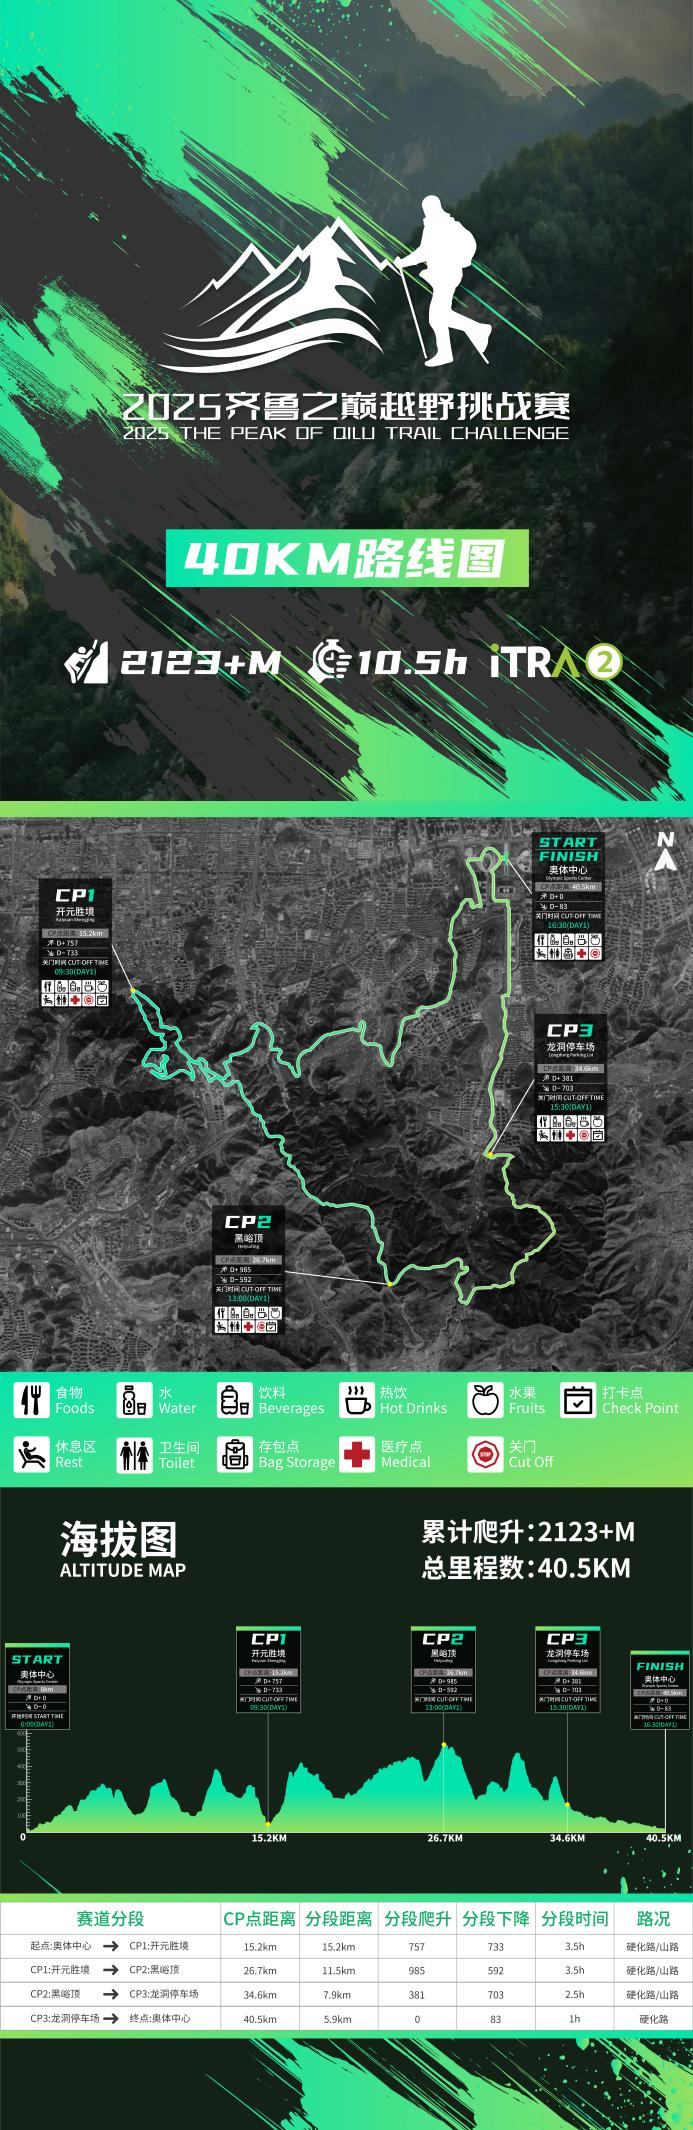 2025齐鲁之巅越野挑战赛
2025 THE PEAK OF QILU TRAIL CHALLENGE
40KM路线图
2123+M
10.5h
iTRA 2
N
START
FINISH
奥体中心
Olympic Sports Center
CP点距离:40.5km
D+ 0
D− 83
关门时间 CUT-OFF TIME
16:30(DAY1)
CP1
开元胜境
Kaiyuan Shengjing
CP点距离:15.2km
D+ 757
D− 733
关门时间 CUT-OFF TIME
09:30(DAY1)
CP3
龙洞停车场
Longdong Parking Lot
CP点距离:34.6km
D+ 381
D− 703
关门时间 CUT-OFF TIME
15:30(DAY1)
CP2
黑峪顶
Heiyuding
CP点距离:26.7km
D+ 985
D− 592
关门时间 CUT-OFF TIME
13:00(DAY1)
食物
Foods
水
Water
饮料
Beverages
热饮
Hot Drinks
水果
Fruits
打卡点
Check Point
休息区
Rest
卫生间
Toilet
存包点
Bag Storage
医疗点
Medical
STOP
关门
Cut Off
海拔图
ALTITUDE MAP
累计爬升:2123+M
总里程数:40.5KM
START
奥体中心
Olympic Sports Center
CP点距离:0km
D+ 0
D− 0
开始时间 START TIME
6:00(DAY1)
CP1
开元胜境
Kaiyuan Shengjing
CP点距离:15.2km
D+ 757
D− 733
关门时间 CUT-OFF TIME
09:30(DAY1)
CP2
黑峪顶
Heiyuding
CP点距离:26.7km
D+ 985
D− 592
关门时间 CUT-OFF TIME
13:00(DAY1)
CP3
龙洞停车场
Longdong Parking Lot
CP点距离:34.6km
D+ 381
D− 703
关门时间 CUT-OFF TIME
15:30(DAY1)
FINISH
奥体中心
Olympic Sports Center
CP点距离:40.5km
D+ 0
D− 83
关门时间 CUT-OFF TIME
16:30(DAY1)
600
500
400
300
200
100
0 15.2KM 26.7KM 34.6KM 40.5KM
赛道分段 CP点距离 分段距离 分段爬升 分段下降 分段时间 路况
起点:奥体中心 → CP1:开元胜境 15.2km 15.2km 757 733 3.5h 硬化路/山路
CP1:开元胜境 → CP2:黑峪顶 26.7km 11.5km 985 592 3.5h 硬化路/山路
CP2:黑峪顶 → CP3:龙洞停车场 34.6km 7.9km 381 703 2.5h 硬化路/山路
CP3:龙洞停车场 → 终点:奥体中心 40.5km 5.9km 0 83 1h 硬化路